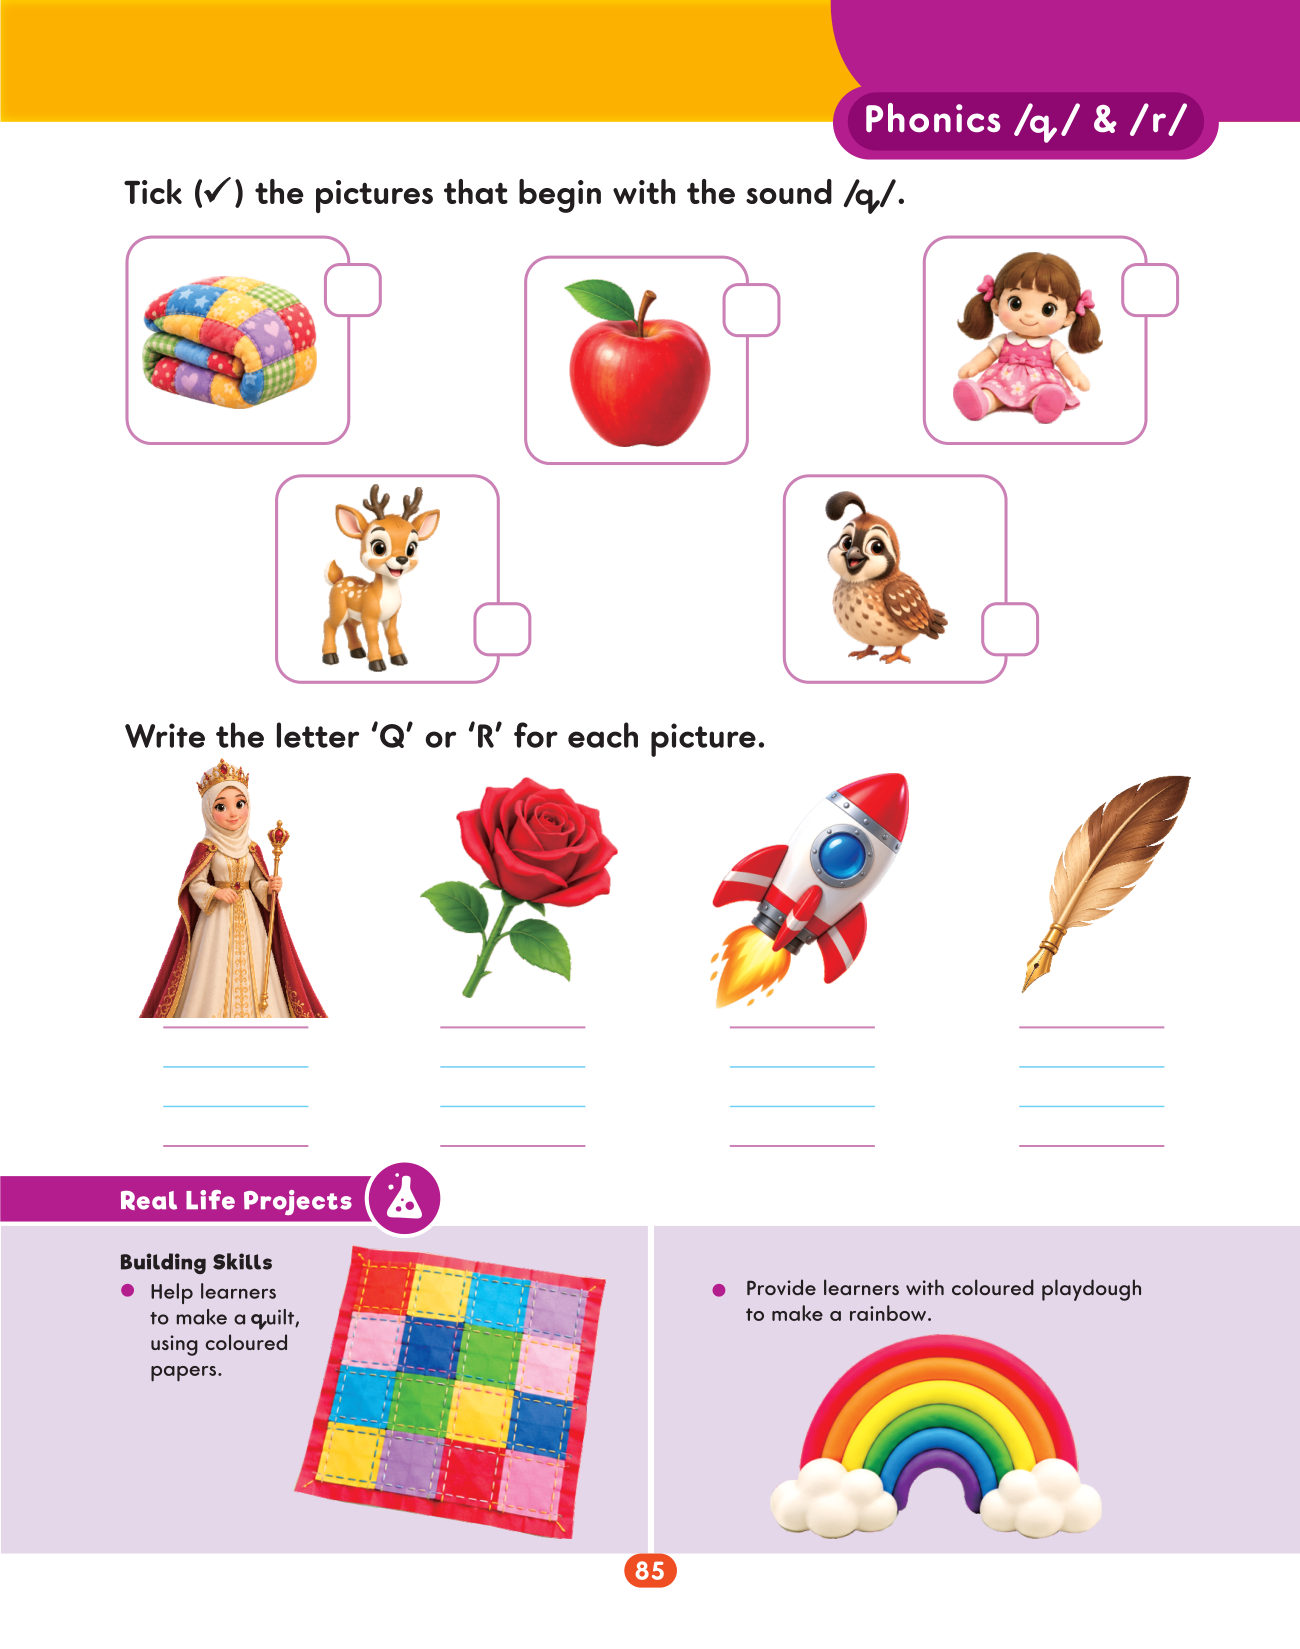 Phonics /q/ & /r/
Tick (✓) the pictures that begin with the sound /q/.
Write the letter ‘Q’ or ‘R’ for each picture.
Real Life Projects
Building Skills
● Help learners
to make a quilt,
using coloured
papers.
● Provide learners with coloured playdough
to make a rainbow.
85